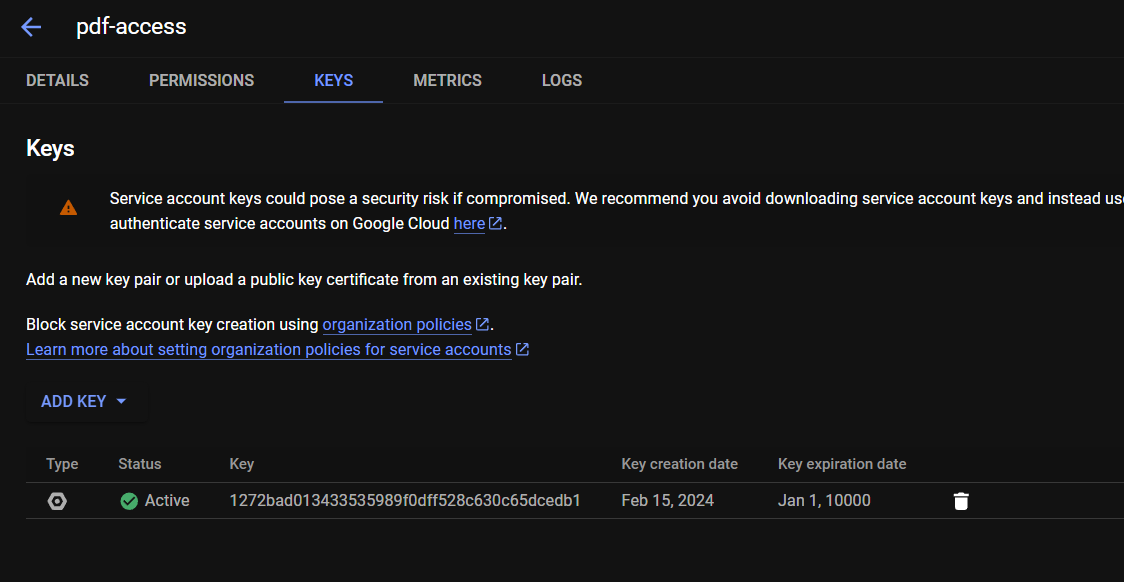 pdf-access
DETAILS PERMISSIONS KEYS METRICS LOGS
Keys
Service account keys could pose a security risk if compromised. We recommend you avoid downloading service account keys and instead use
authenticate service accounts on Google Cloud here.
Add a new key pair or upload a public key certificate from an existing key pair.
Block service account key creation using organization policies.
Learn more about setting organization policies for service accounts
ADD KEY
Type Status Key Key creation date Key expiration date
Active 1272bad013433535989f0dff528c630c65dcedb1 Feb 15, 2024 Jan 1, 10000